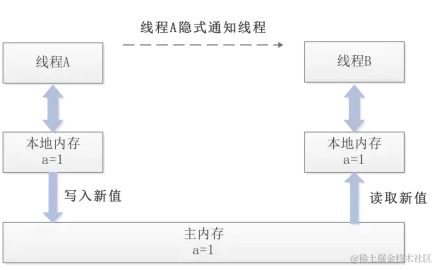 线程A隐式通知线程
线程A
线程B
本地内存
a=1
本地内存
a=1
写入新值
读取新值
主内存
a=1
@稀土掘金技术社区